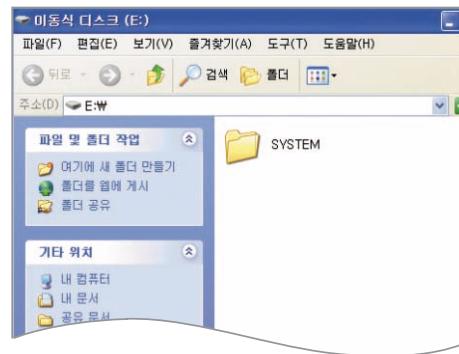 이동식 디스크 (E:)
파일(F) 편집(E) 보기(V) 즐겨찾기(A) 도구(T) 도움말(H)
뒤로 검색 폴더
주소(D) E:₩
파일 및 폴더 작업
SYSTEM
여기에 새 폴더 만들기
폴더를 웹에 게시
폴더 공유
기타 위치
내 컴퓨터
내 문서
공유 문서